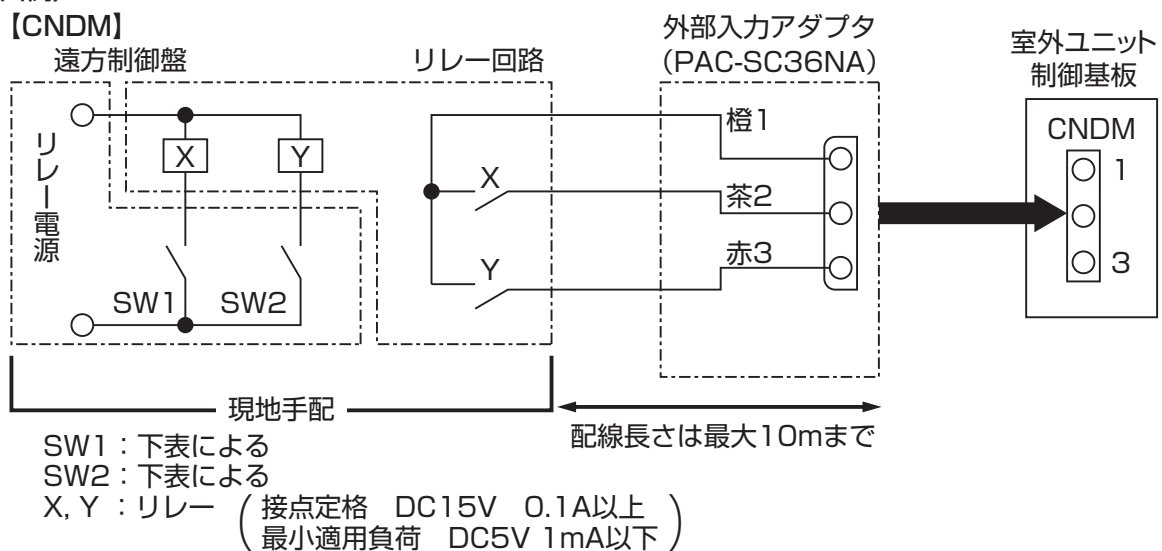 【CNDM】
遠方制御盤
リレー回路
外部入力アダプタ
(PAC-SC36NA)
室外ユニット
制御基板
リレー電源
X
Y
SW1
SW2
X
Y
橙1
茶2
赤3
CNDM
1
3
現地手配
配線長さは最大10mまで
SW1:下表による
SW2:下表による
X, Y :リレー
接点定格 DC15V 0.1A以上
最小適用負荷 DC5V 1mA以下